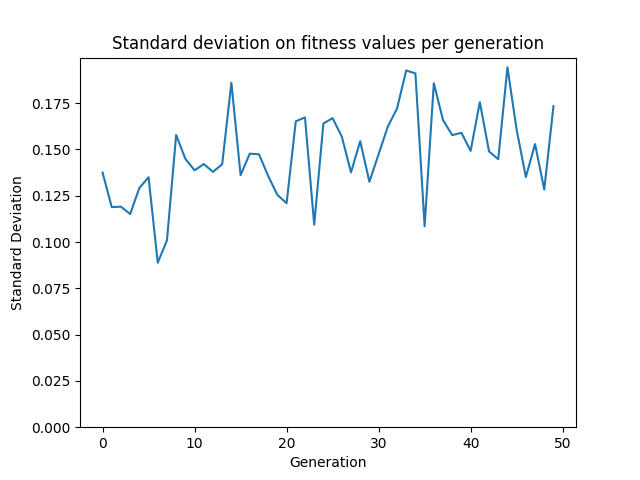 Standard deviation on fitness values per generation
0.175
0.150
0.125
0.100
0.075
0.050
0.025
0.000
Standard Deviation
0 10 20 30 40 50
Generation